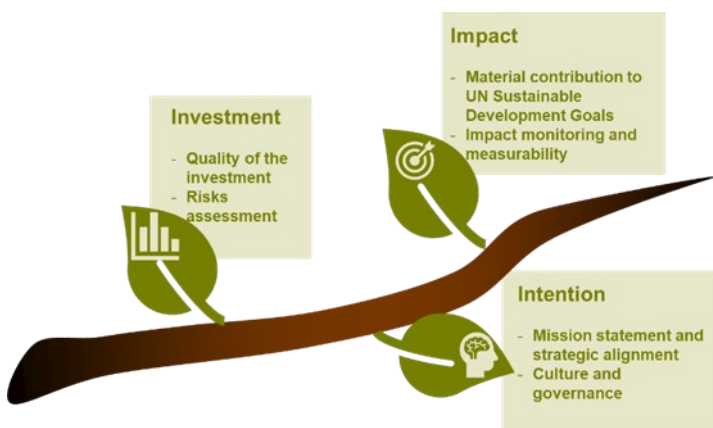 Impact
- Material contribution to
UN Sustainable
Development Goals
- Impact monitoring and
measurability
Investment
- Quality of the
investment
- Risks
assessment
Intention
- Mission statement and
strategic alignment
- Culture and
governance